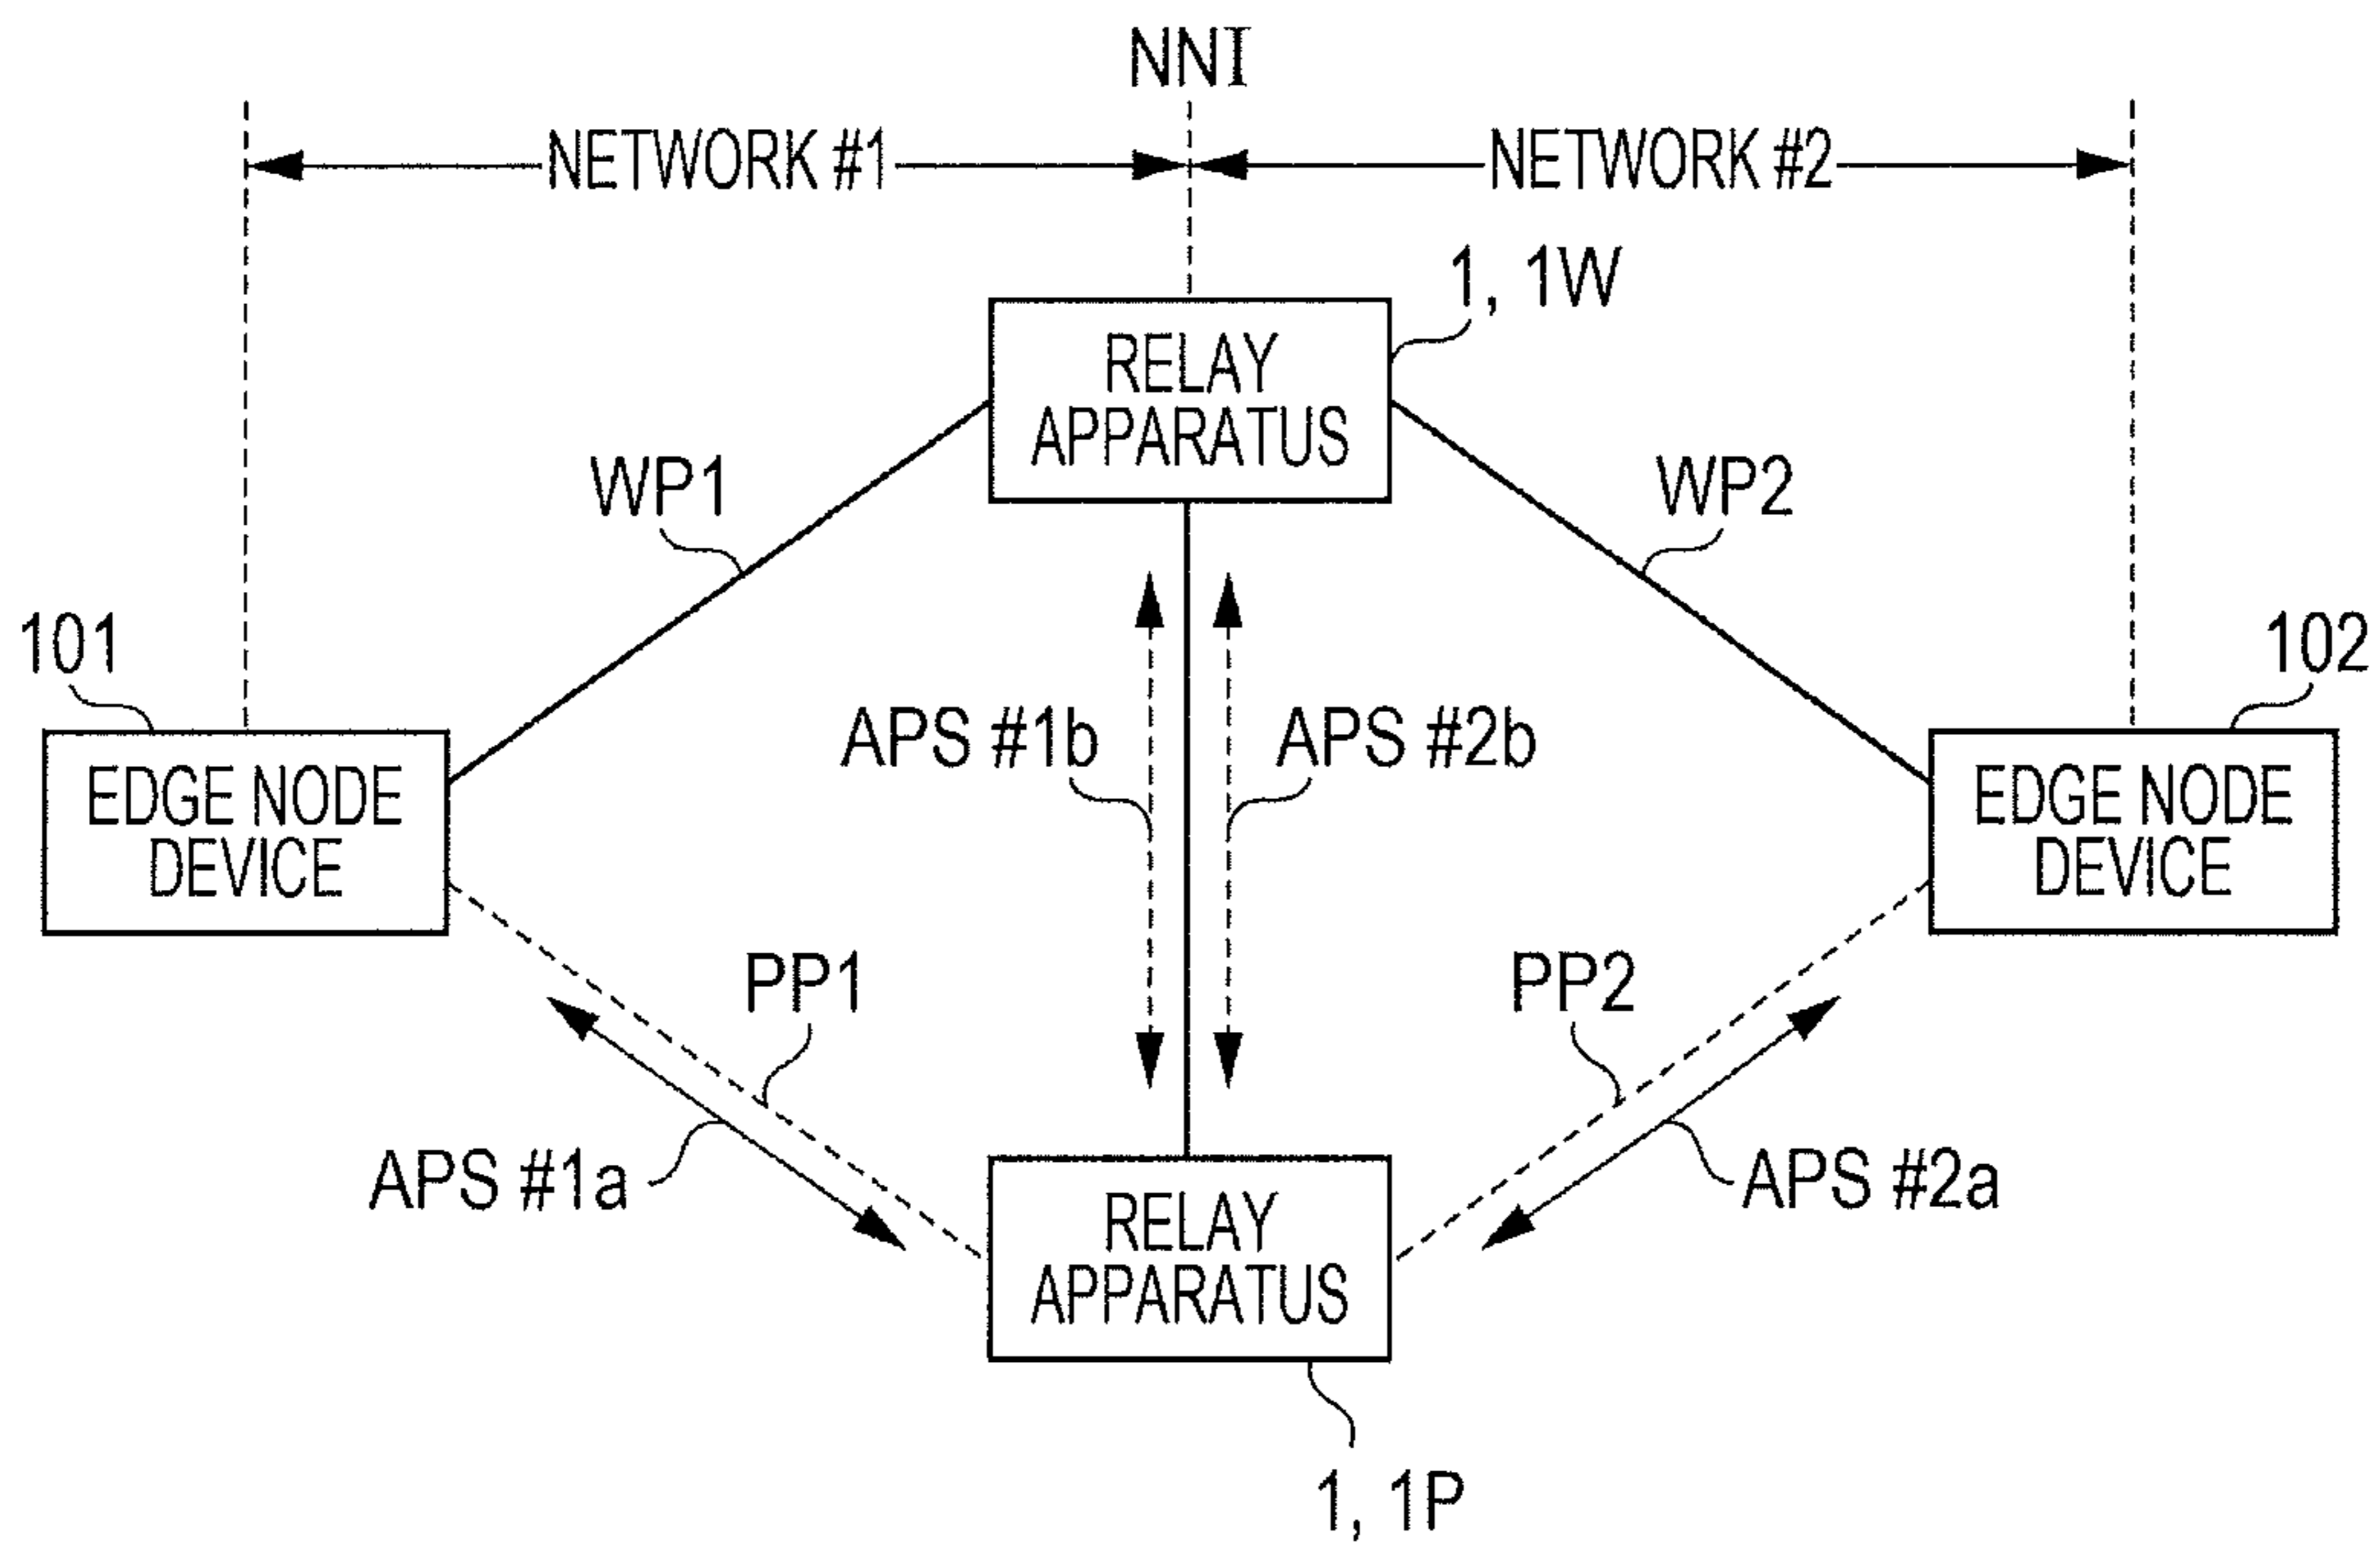 NNI
NETWORK #1
NETWORK #2
1, 1W
RELAY
APPARATUS
WP1
WP2
101
102
APS #1b
APS #2b
EDGE NODE
DEVICE
EDGE NODE
DEVICE
PP1
PP2
APS #1a
APS #2a
RELAY
APPARATUS
1, 1P